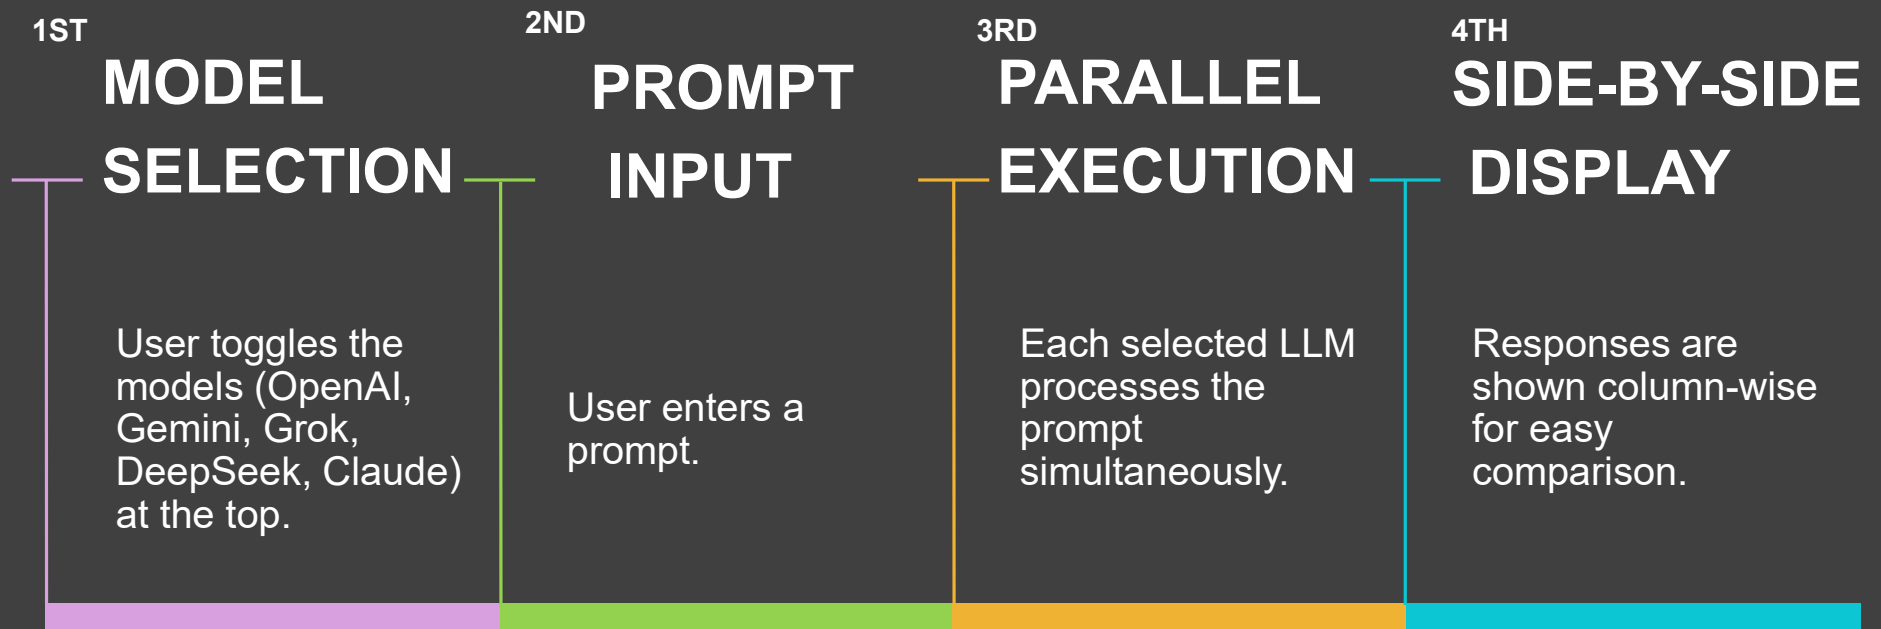 1ST
MODEL
SELECTION
User toggles the
models (OpenAI,
Gemini, Grok,
DeepSeek, Claude)
at the top.
2ND
PROMPT
INPUT
User enters a
prompt.
3RD
PARALLEL
EXECUTION
Each selected LLM
processes the
prompt
simultaneously.
4TH
SIDE-BY-SIDE
DISPLAY
Responses are
shown column-wise
for easy
comparison.